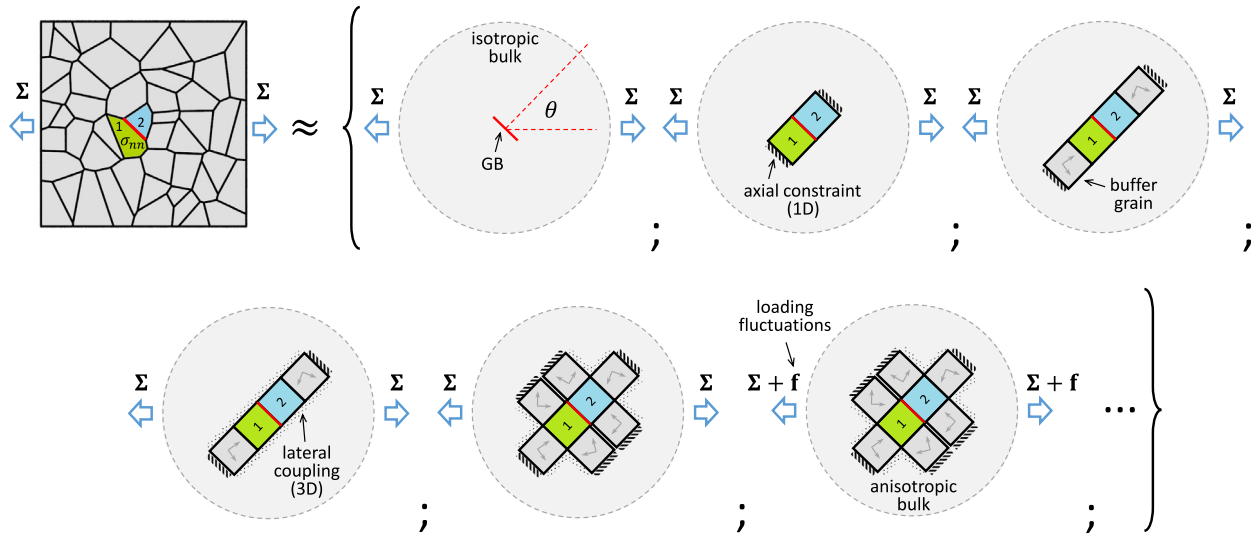 Σ
1 2
σnn
Σ
≈
Σ
isotropic
bulk
θ
GB
Σ
;
Σ
1 2
axial constraint
(1D)
Σ
;
Σ
1 2
buffer
grain
Σ
;
Σ
1 2
lateral
coupling
(3D)
Σ
;
Σ
1 2
Σ
;
loading
fluctuations
Σ + f
1 2
anisotropic
bulk
Σ + f
;
...